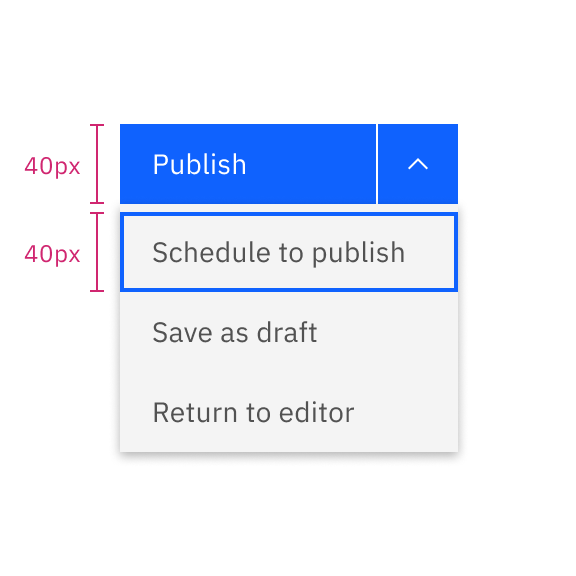 40px
Publish
40px
Schedule to publish
Save as draft
Return to editor